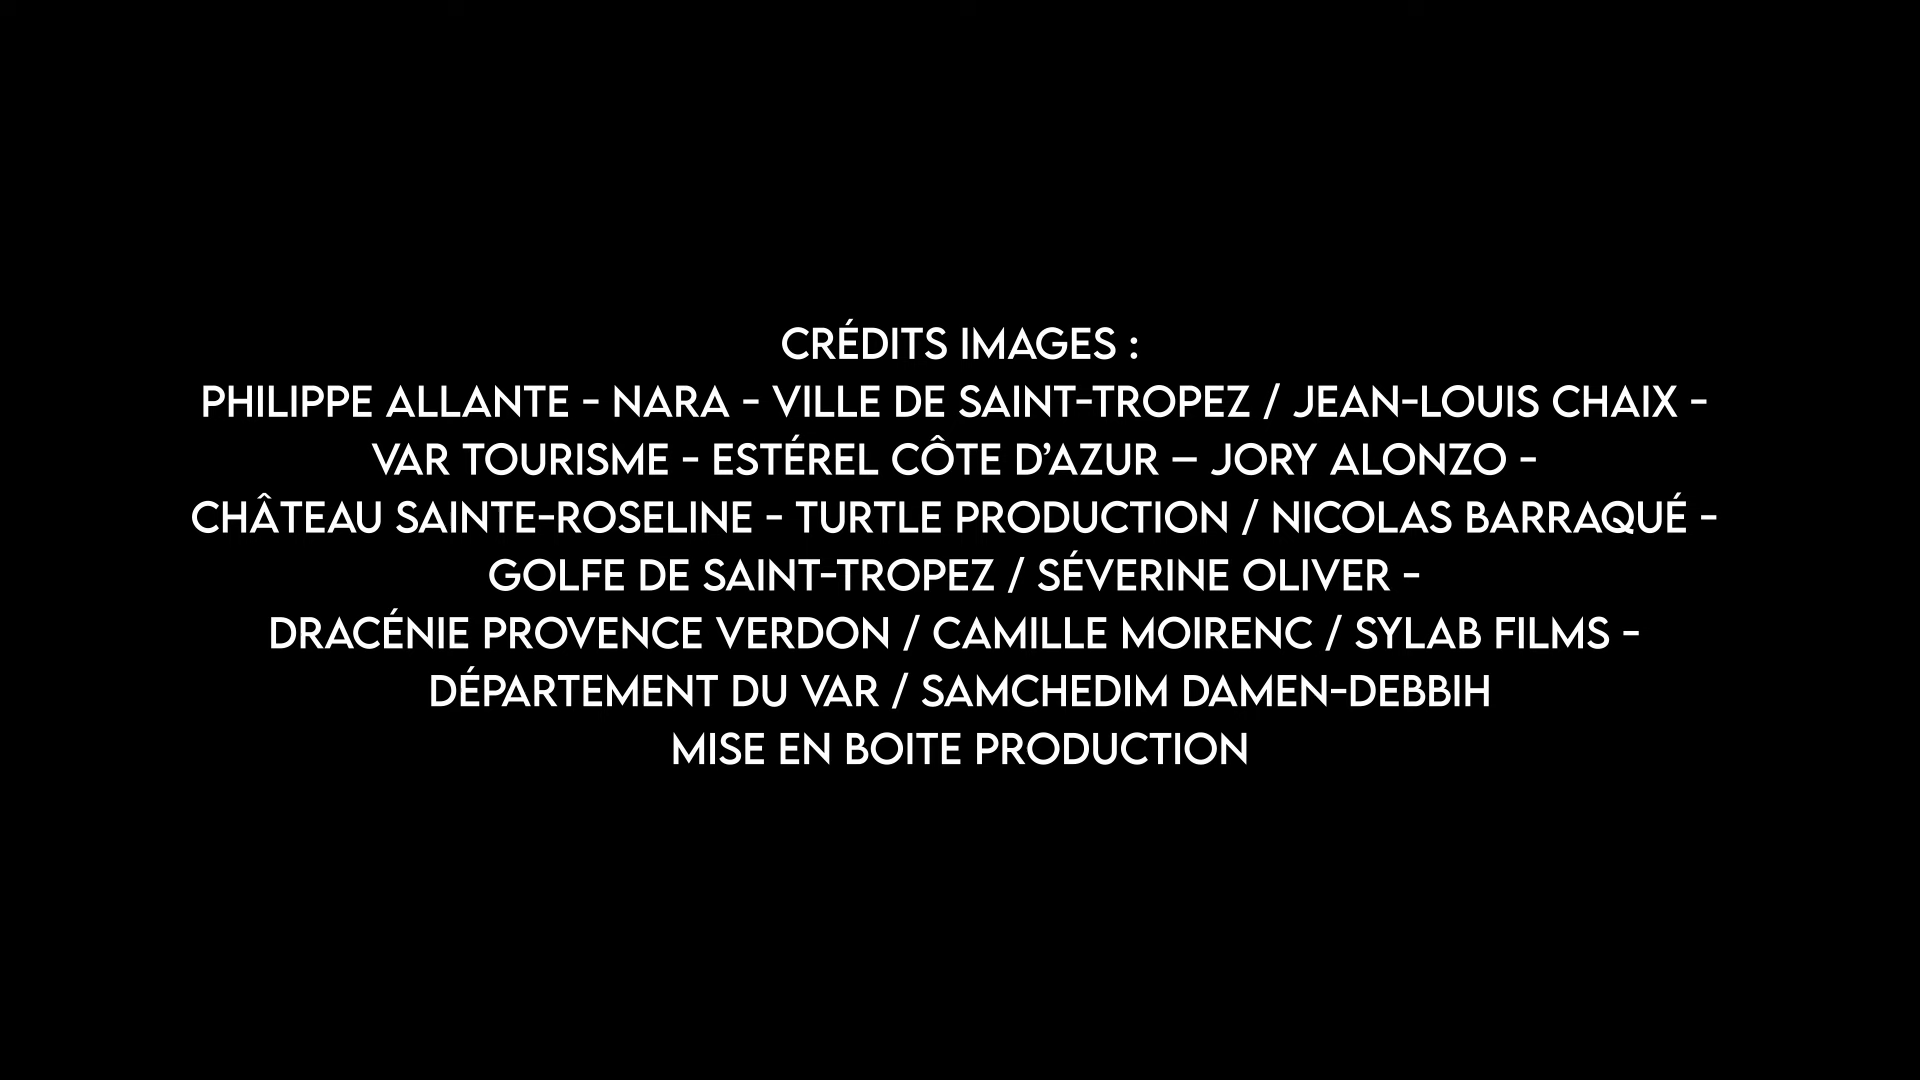 CRÉDITS IMAGES :
PHILIPPE ALLANTE - NARA - VILLE DE SAINT-TROPEZ / JEAN-LOUIS CHAIX -
VAR TOURISME - ESTÉREL CÔTE D’AZUR – JORY ALONZO -
CHÂTEAU SAINTE-ROSELINE - TURTLE PRODUCTION / NICOLAS BARRAQUÉ -
GOLFE DE SAINT-TROPEZ / SÉVERINE OLIVER -
DRACÉNIE PROVENCE VERDON / CAMILLE MOIRENC / SYLAB FILMS -
DÉPARTEMENT DU VAR / SAMCHEDIM DAMEN-DEBBIH
MISE EN BOITE PRODUCTION